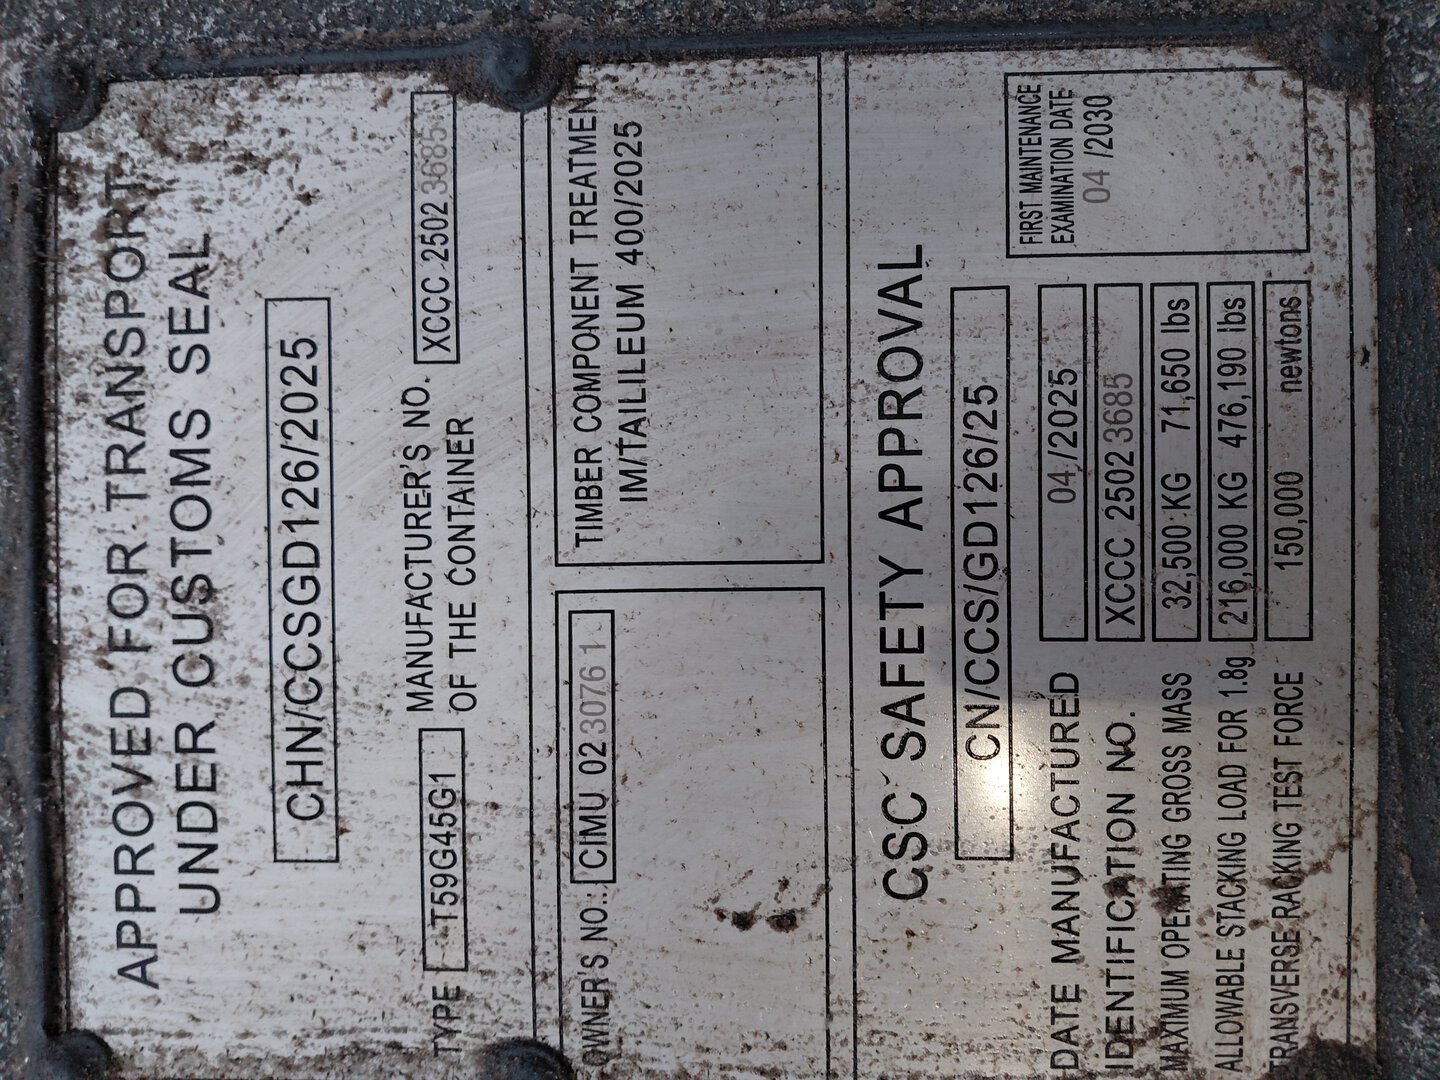 APPROVED FOR TRANSPORT
UNDER CUSTOMS SEAL
CHN/CCSGD126/2025
TYPE T59G45G1 MANUFACTURER'S NO. XCCC 2502 3685
OF THE CONTAINER
OWNER'S NO.: CIMU 02 3076 1
TIMBER COMPONENT TREATMENT
IM/TAILILEUM 400/2025
CSC SAFETY APPROVAL
CN/CCS/GD126/25
DATE MANUFACTURED 04 /2025
IDENTIFICATION NO. XCCC 2502 3685
MAXIMUM OPERATING GROSS MASS 32,500 KG 71,650 lbs
ALLOWABLE STACKING LOAD FOR 1.8g 216,000 KG 476,190 lbs
TRANSVERSE RACKING TEST FORCE 150,000 newtons
FIRST MAINTENANCE
EXAMINATION DATE
04 /2030